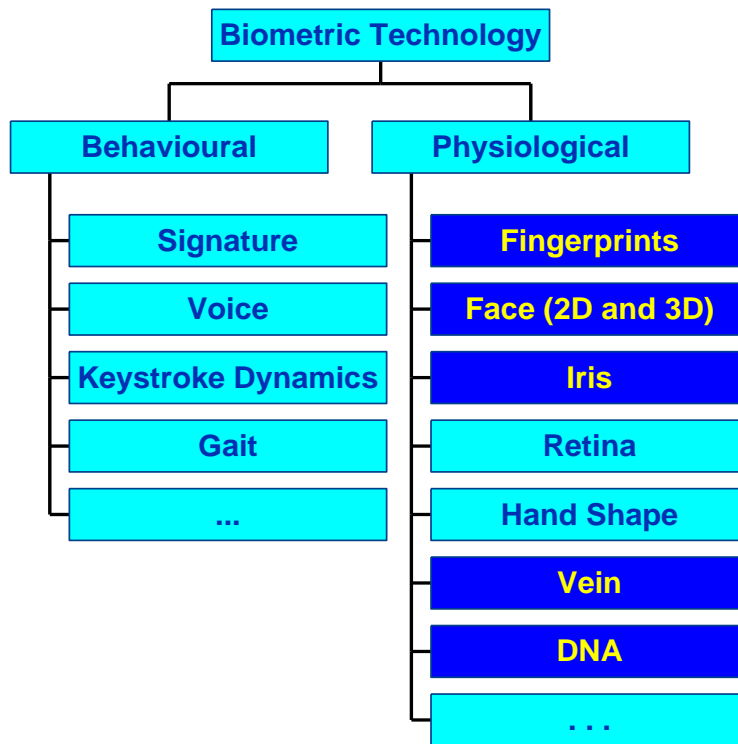 Biometric Technology
Behavioural
Signature
Voice
Keystroke Dynamics
Gait
...
Physiological
Fingerprints
Face (2D and 3D)
Iris
Retina
Hand Shape
Vein
DNA
. . .